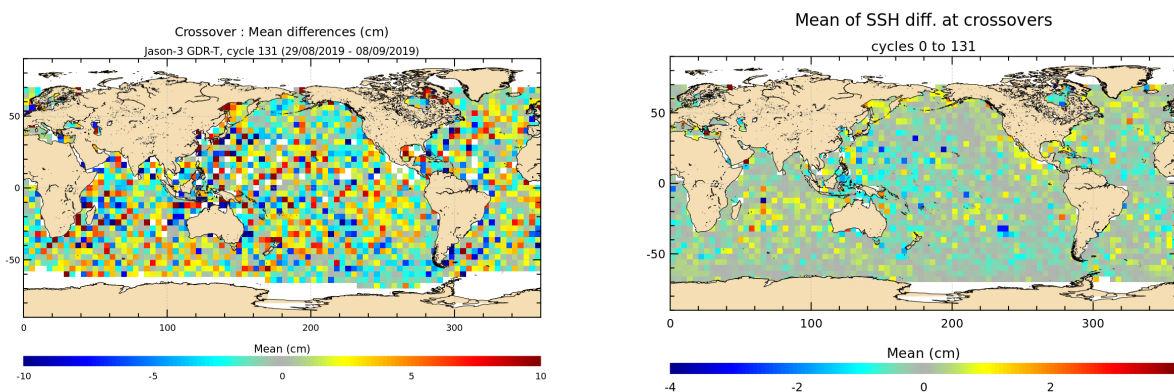 Crossover : Mean differences (cm)
Jason-3 GDR-T, cycle 131 (29/08/2019 - 08/09/2019)
50
0
-50
0 100 200 300
Mean (cm)
-10 -5 0 5 10
Mean of SSH diff. at crossovers
cycles 0 to 131
50
0
-50
0 100 200 300
Mean (cm)
-4 -2 0 2